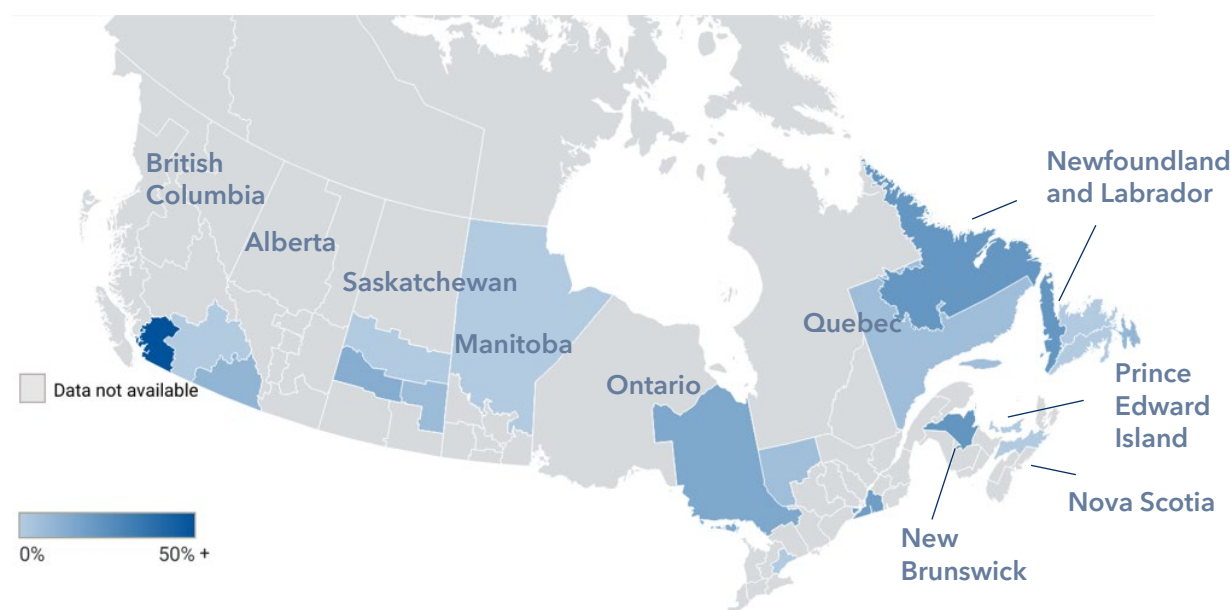 British
Columbia
Alberta
Saskatchewan
Manitoba
Ontario
Quebec
Newfoundland
and Labrador
Prince
Edward
Island
Nova Scotia
New
Brunswick
Data not available
0%
50% +